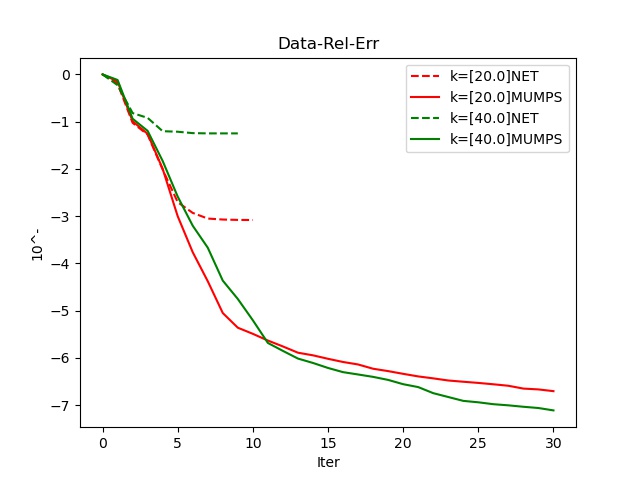 Data-Rel-Err
k=[20.0]NET
k=[20.0]MUMPS
k=[40.0]NET
k=[40.0]MUMPS
10^-
0
−1
−2
−3
−4
−5
−6
−7
0 5 10 15 20 25 30
Iter